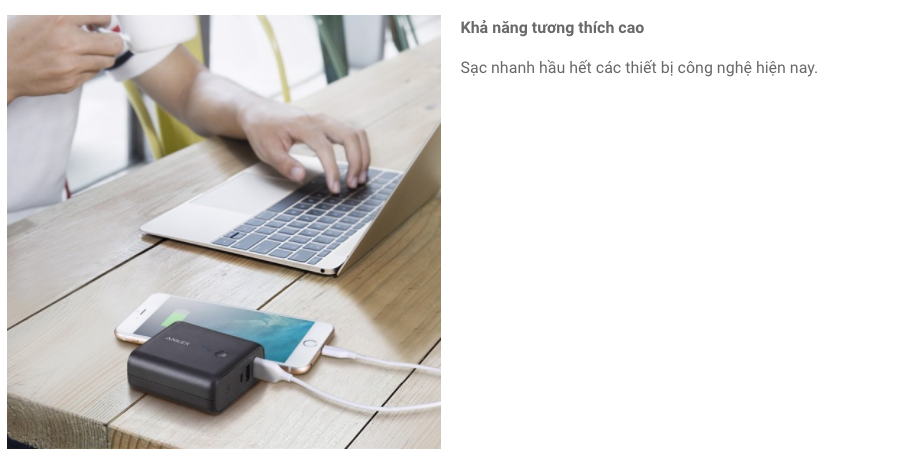 Khả năng tương thích cao
Sạc nhanh hầu hết các thiết bị công nghệ hiện nay.
ANKER